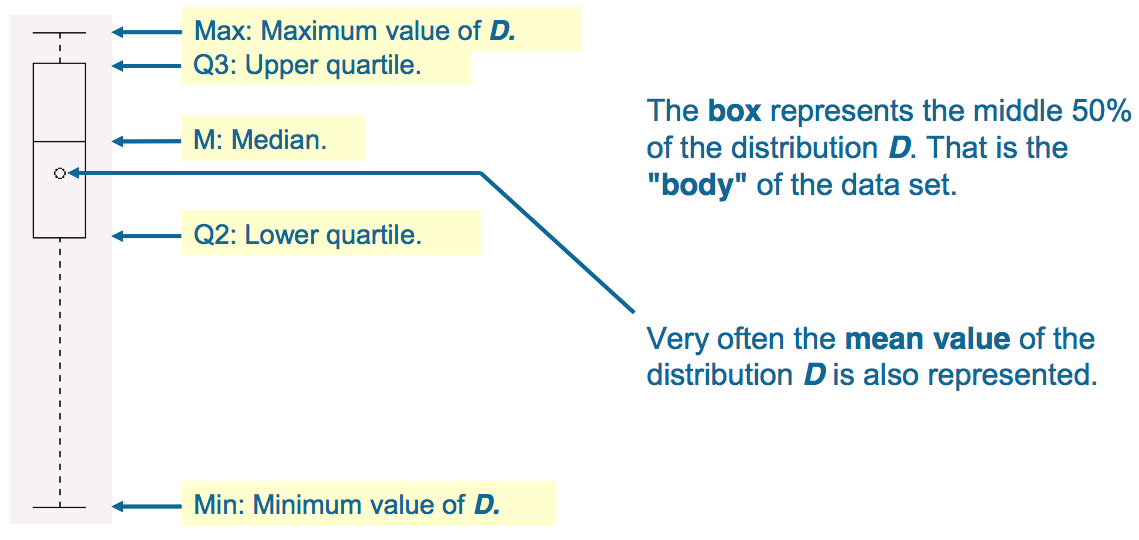 Max: Maximum value of D.
Q3: Upper quartile.
M: Median.
Q2: Lower quartile.
Min: Minimum value of D.
The box represents the middle 50%
of the distribution D. That is the
"body" of the data set.
Very often the mean value of the
distribution D is also represented.